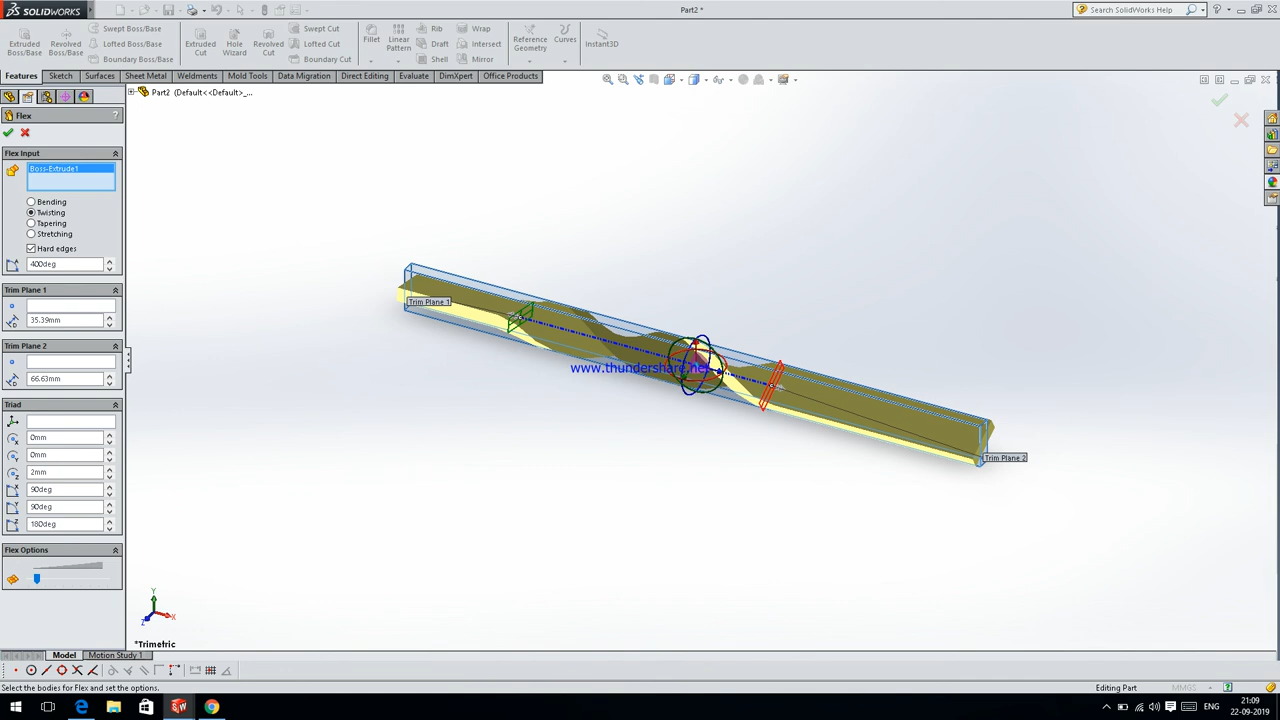 SOLIDWORKS
Part2 *
Search SolidWorks
Extruded Boss/Base
Revolved Boss/Base
Swept Boss/Base
Lofted Boss/Base
Boundary Boss/Base
Extruded Cut
Hole Wizard
Revolved Cut
Swept Cut
Lofted Cut
Boundary Cut
Fillet
Linear Pattern
Rib
Draft
Shell
Wrap
Intersect
Mirror
Reference Geometry
Curves
Instant3D
Features Sketch Surfaces Sheet Metal Weldments Mold Tools Data Migration Direct Editing Evaluate DimXpert Office Products
Part2 (Default<<Default>_...
Flex ?
Flex Input
Boss-Extrude1
Bending
Twisting
Tapering
Stretching
Hard edges
400deg
Trim Plane 1
35.39mm
Trim Plane 2
66.63mm
Triad
0mm
0mm
2mm
90deg
90deg
180deg
Flex Options
Trim Plane 1
www.thundershare.net
Trim Plane 2
Y
X
Z
*Trimetric
Model Motion Study 1
Select the bodies for Flex and set the options.
Editing Part
MMGS
ENG
21:09
22-09-2019